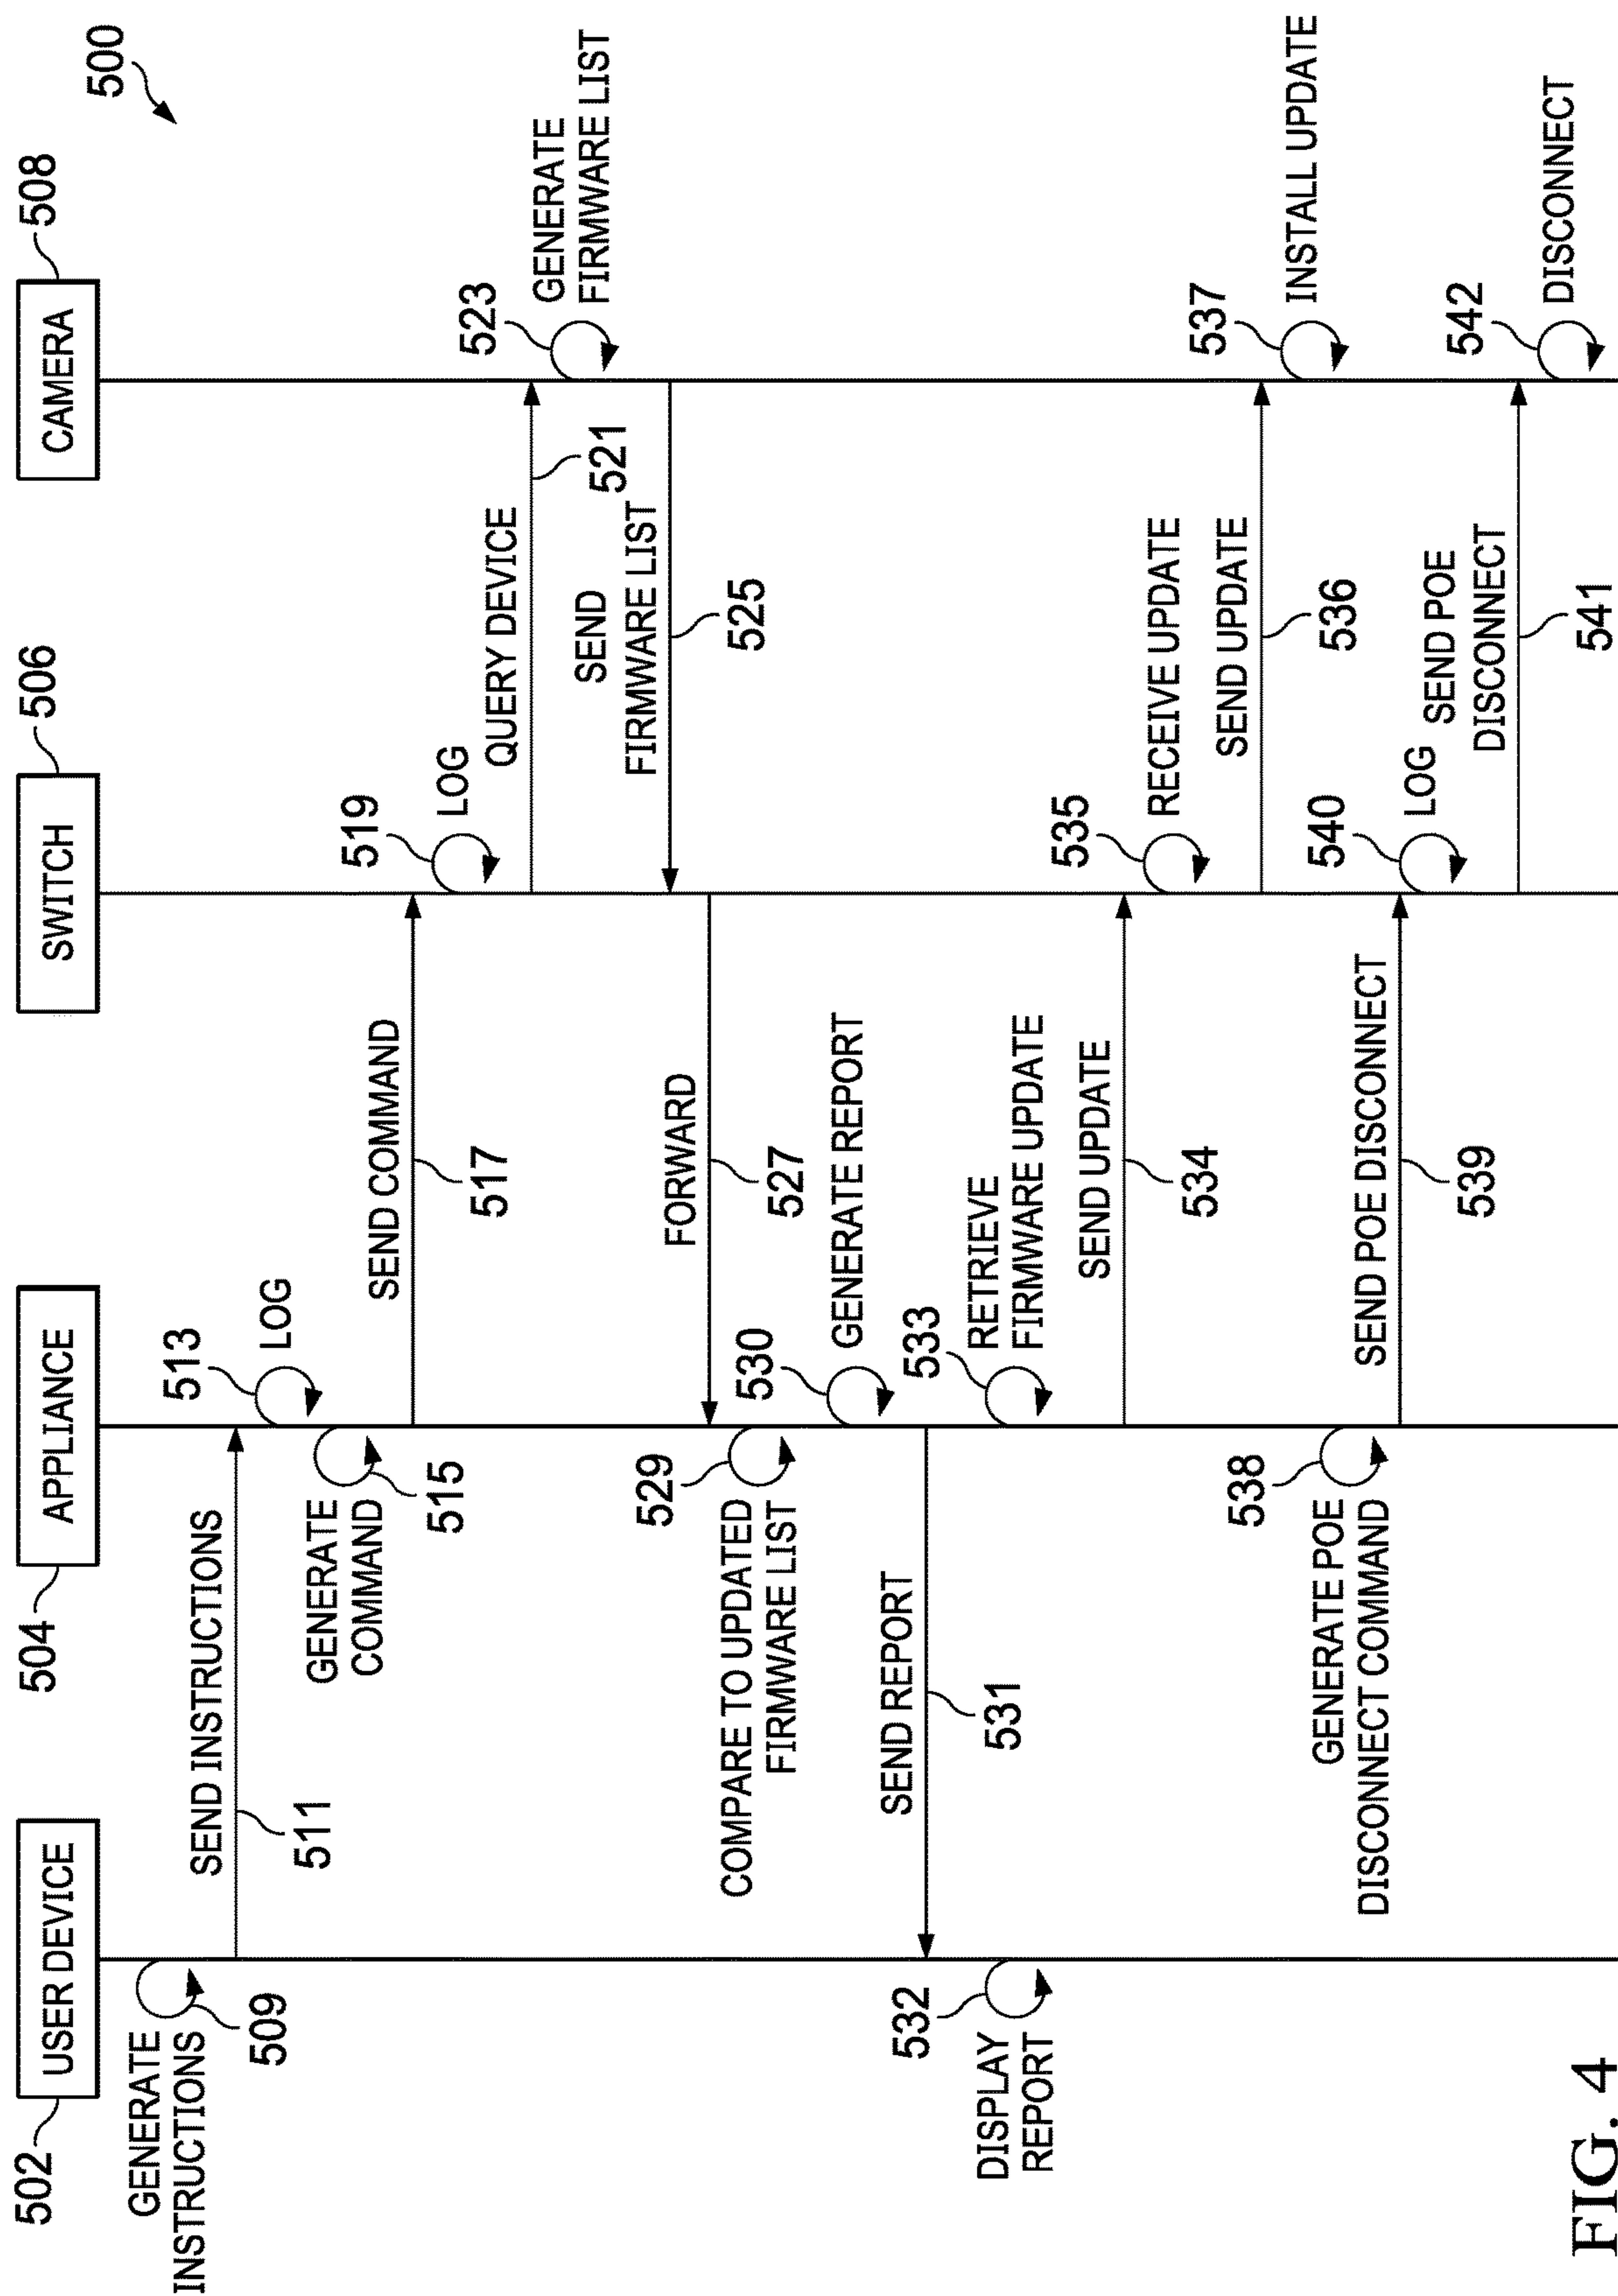 500
502
USER DEVICE
504
APPLIANCE
SWITCH
506
CAMERA
508
GENERATE
INSTRUCTIONS
509
SEND INSTRUCTIONS
511
513
LOG
GENERATE
COMMAND
515
SEND COMMAND
517
519
LOG
QUERY DEVICE
521
523
GENERATE
FIRMWARE LIST
SEND
FIRMWARE LIST
525
FORWARD
527
529
COMPARE TO UPDATED
FIRMWARE LIST
530
GENERATE REPORT
SEND REPORT
531
532
DISPLAY
REPORT
533
RETRIEVE
FIRMWARE UPDATE
SEND UPDATE
534
535
RECEIVE UPDATE
SEND UPDATE
536
537
INSTALL UPDATE
538
GENERATE POE
DISCONNECT COMMAND
SEND POE DISCONNECT
539
540
LOG
SEND POE
DISCONNECT
541
542
DISCONNECT
FIG. 4